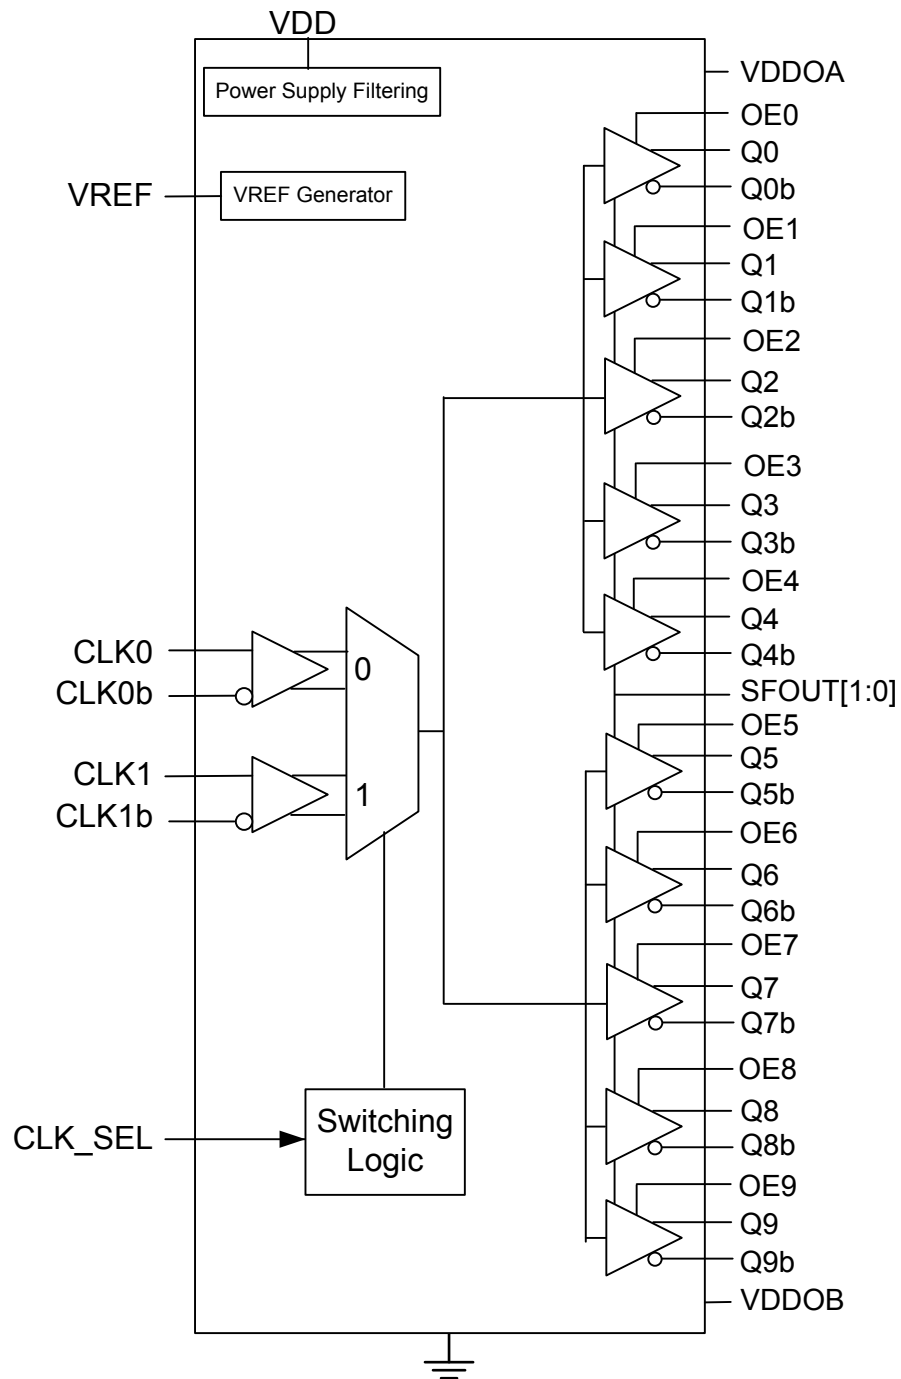 VDD
Power Supply Filtering
VREF
VREF Generator
CLK0
CLK0b
CLK1
CLK1b
0
1
CLK_SEL
Switching
Logic
VDDOA
OE0
Q0
Q0b
OE1
Q1
Q1b
OE2
Q2
Q2b
OE3
Q3
Q3b
OE4
Q4
Q4b
SFOUT[1:0]
OE5
Q5
Q5b
OE6
Q6
Q6b
OE7
Q7
Q7b
OE8
Q8
Q8b
OE9
Q9
Q9b
VDDOB